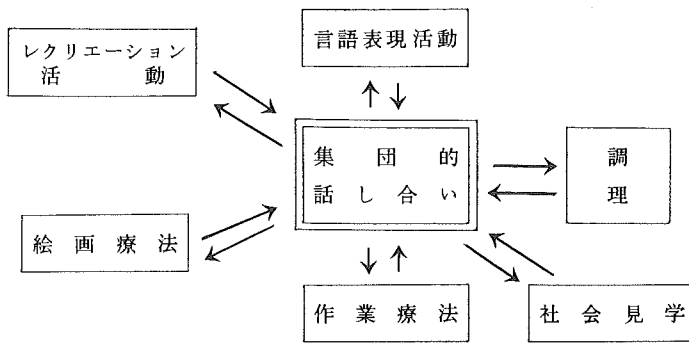 言語表現活動
レクリエーション
活動
集団的
話し合い
調
理
絵画療法
作業療法
社会見学